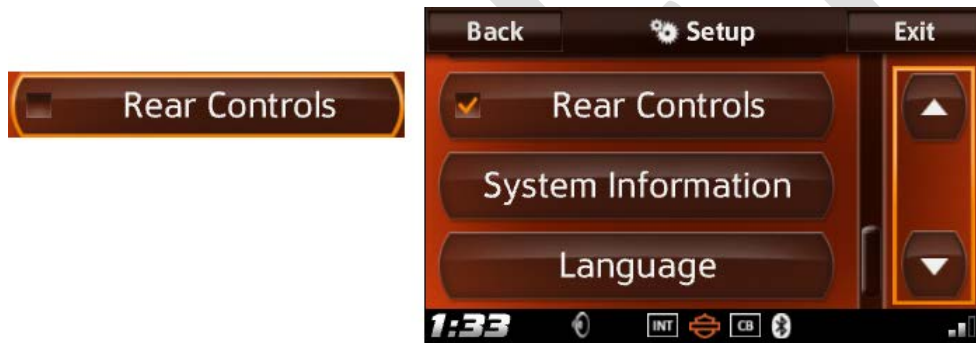 Rear Controls
Back Setup Exit
Rear Controls
System Information
Language
1:33 INT CB